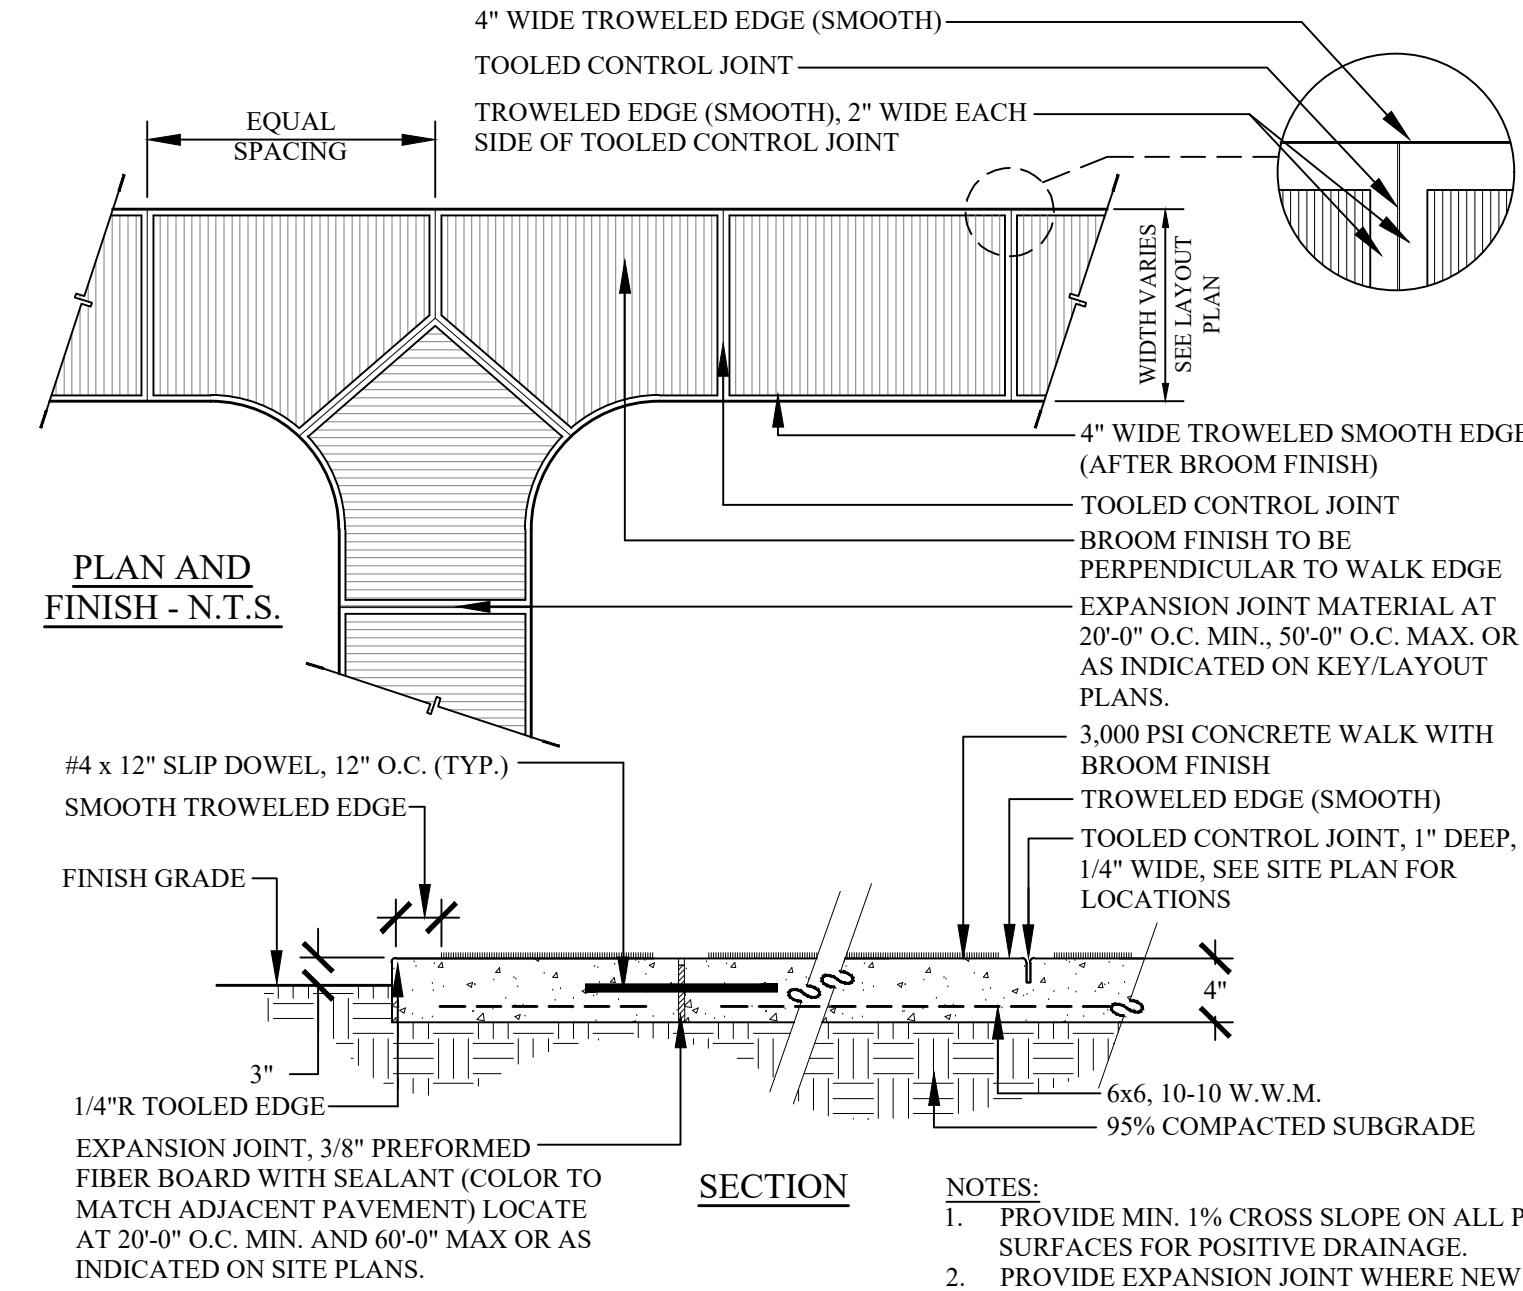 4" WIDE TROWELED EDGE (SMOOTH)
TOOLED CONTROL JOINT
TROWELED EDGE (SMOOTH), 2" WIDE EACH
SIDE OF TOOLED CONTROL JOINT
EQUAL
SPACING
WIDTH VARIES
SEE LAYOUT
PLAN
4" WIDE TROWELED SMOOTH EDGE
(AFTER BROOM FINISH)
TOOLED CONTROL JOINT
BROOM FINISH TO BE
PERPENDICULAR TO WALK EDGE
EXPANSION JOINT MATERIAL AT
20'-0" O.C. MIN., 50'-0" O.C. MAX. OR
AS INDICATED ON KEY/LAYOUT
PLANS.
PLAN AND
FINISH - N.T.S.
3,000 PSI CONCRETE WALK WITH
BROOM FINISH
TROWELED EDGE (SMOOTH)
TOOLED CONTROL JOINT, 1" DEEP,
1/4" WIDE, SEE SITE PLAN FOR
LOCATIONS
#4 x 12" SLIP DOWEL, 12" O.C. (TYP.)
SMOOTH TROWELED EDGE
FINISH GRADE
4"
3"
1/4"R TOOLED EDGE
EXPANSION JOINT, 3/8" PREFORMED
FIBER BOARD WITH SEALANT (COLOR TO
MATCH ADJACENT PAVEMENT) LOCATE
AT 20'-0" O.C. MIN. AND 60'-0" MAX OR AS
INDICATED ON SITE PLANS.
6x6, 10-10 W.W.M.
95% COMPACTED SUBGRADE
SECTION
NOTES:
1. PROVIDE MIN. 1% CROSS SLOPE ON ALL P
SURFACES FOR POSITIVE DRAINAGE.
2. PROVIDE EXPANSION JOINT WHERE NEW